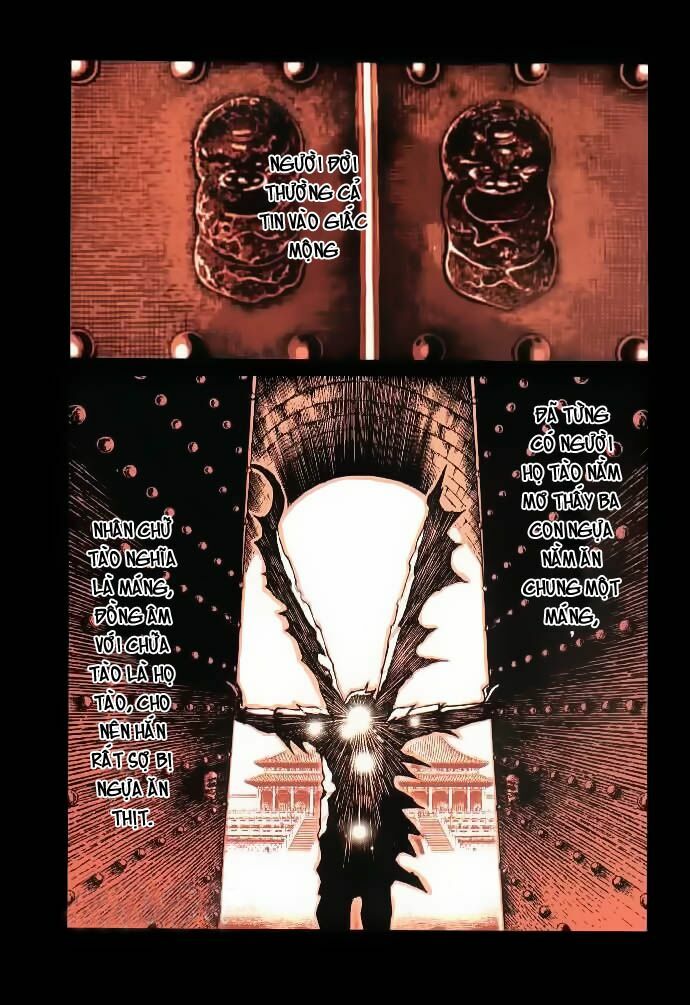 NGƯỜI ĐỜI
THƯỜNG CẢ
TIN VÀO GIẤC
MỘNG
ĐÃ TỪNG
CÓ NGƯỜI
HỌ TÀO NẰM
MƠ THẤY BA
CON NGỰA
NẰM ĂN
CHUNG MỘT
MÁNG,
NHÂN CHỮ
TÀO NGHĨA
LÀ MÁNG,
ĐỒNG ÂM
VỚI CHỮA
TÀO LÀ HỌ
TÀO, CHO
NÊN HẮN
RẤT SỢ BỊ
NGỰA ĂN
THỊT.